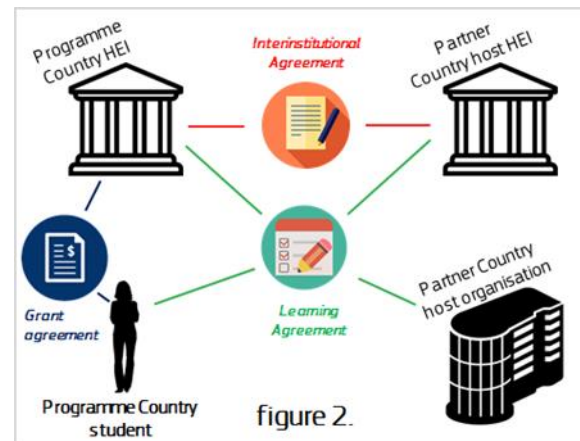 Programme
Country HEI
Interinstitutional
Agreement
Partner
Country host HEI
$
Grant
agreement
Learning
Agreement
Partner Country
host organisation
Programme Country
student
figure 2.